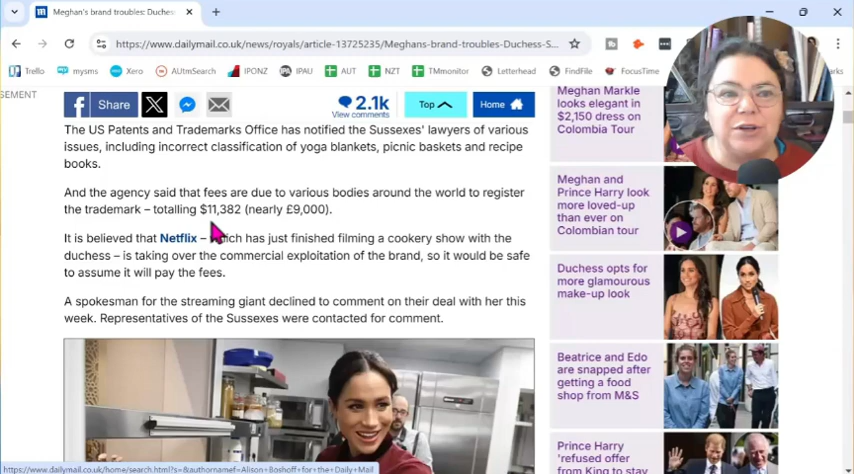 Meghan's brand troubles: Duches
https://www.dailymail.co.uk/news/royals/article-13725235/Meghans-brand-troubles-Duchess-S...
Trello
mysms
Xero
AUtmSearch
IPONZ
IPAU
AUT
NZT
TMmonitor
Letterhead
FindFile
FocusTime
arks
SEMENT
Share
2.1k
View comments
Top
Home
The US Patents and Trademarks Office has notified the Sussexes' lawyers of various
issues, including incorrect classification of yoga blankets, picnic baskets and recipe
books.
And the agency said that fees are due to various bodies around the world to register
the trademark – totalling $11,382 (nearly £9,000).
It is believed that Netflix – which has just finished filming a cookery show with the
duchess – is taking over the commercial exploitation of the brand, so it would be safe
to assume it will pay the fees.
A spokesman for the streaming giant declined to comment on their deal with her this
week. Representatives of the Sussexes were contacted for comment.
Meghan Markle
looks elegant in
$2,150 dress on
Colombia Tour
Meghan and
Prince Harry look
more loved-up
than ever on
Colombian tour
Duchess opts for
more glamourous
make-up look
Beatrice and Edo
are snapped after
getting a food
shop from M&S
Prince Harry
'refused offer
from King to stay
https://www.dailymail.co.uk/home/search.html?s=&authornamef=Alison+Boshoff+for+the+Daily+Mail